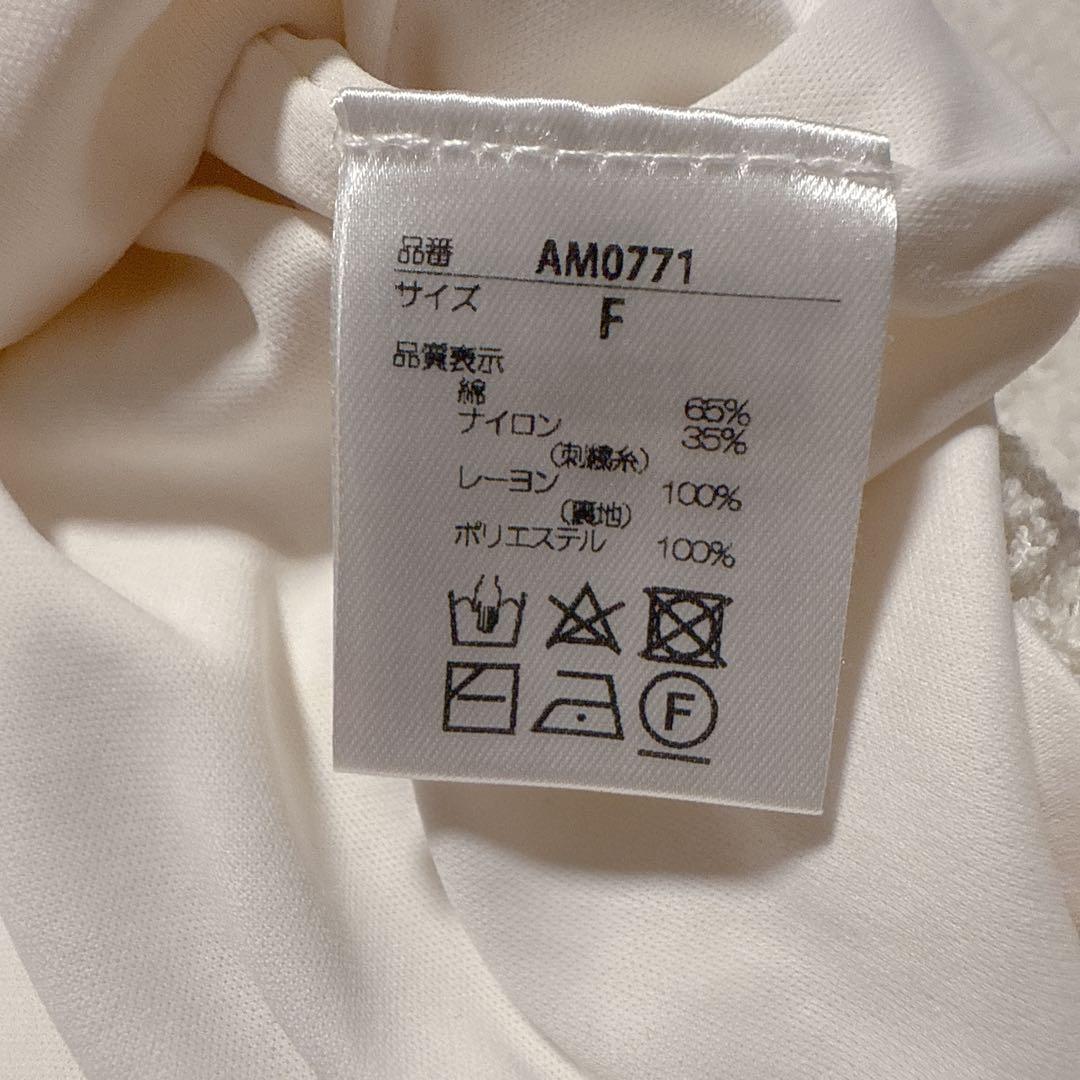 品番 AM0771
サイズ F
品質表示
綿 65%
ナイロン 35%
(刺繍糸)
レーヨン 100%
(裏地)
ポリエステル 100%
F